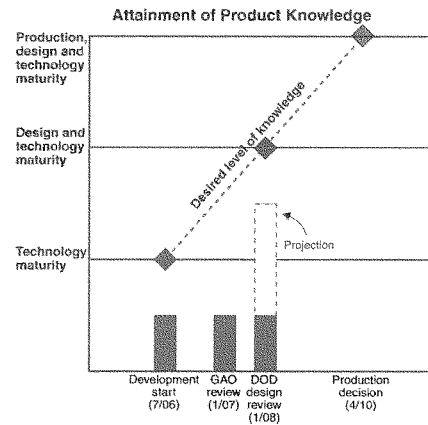 Attainment of Product Knowledge
Production,
design and
technology
maturity
Design and
technology
maturity
Desired level of knowledge
Projection
Technology
maturity
Development
start
(7/06)
GAO
review
(1/07)
DOD
design
review
(1/08)
Production
decision
(4/10)